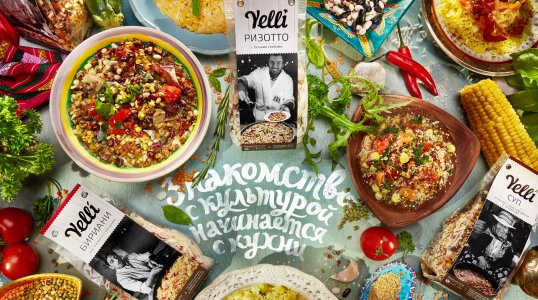 Yelli
РИЗОТТО
Знакомство
с культурой
начинается
с кухни
Yelli
БИРИАНИ
Yelli
СУП